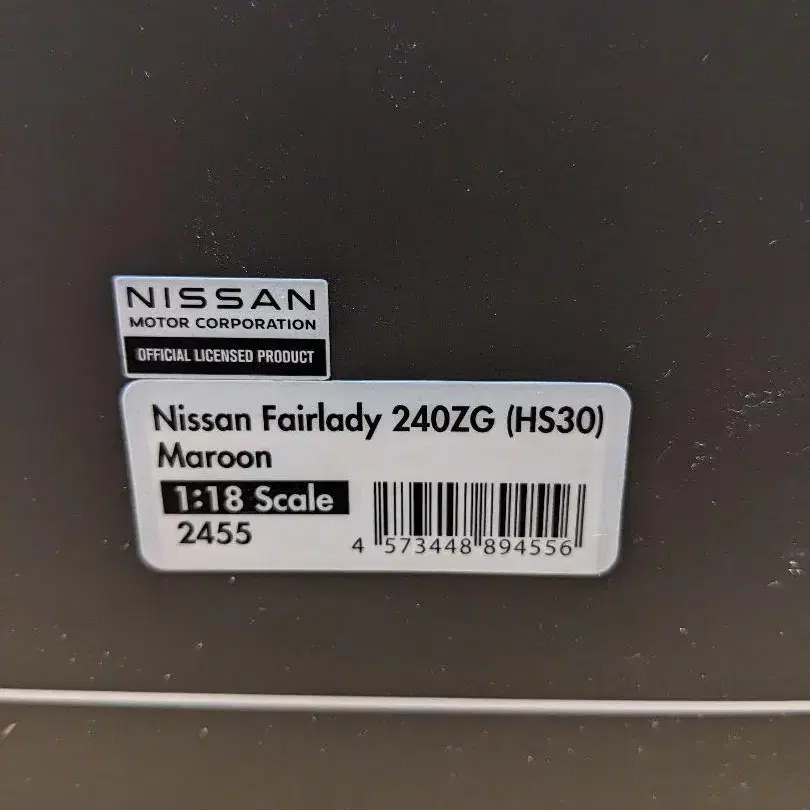 NISSAN
MOTOR CORPORATION
OFFICIAL LICENSED PRODUCT
Nissan Fairlady 240ZG (HS30)
Maroon
1:18 Scale
2455
4 573448 894556